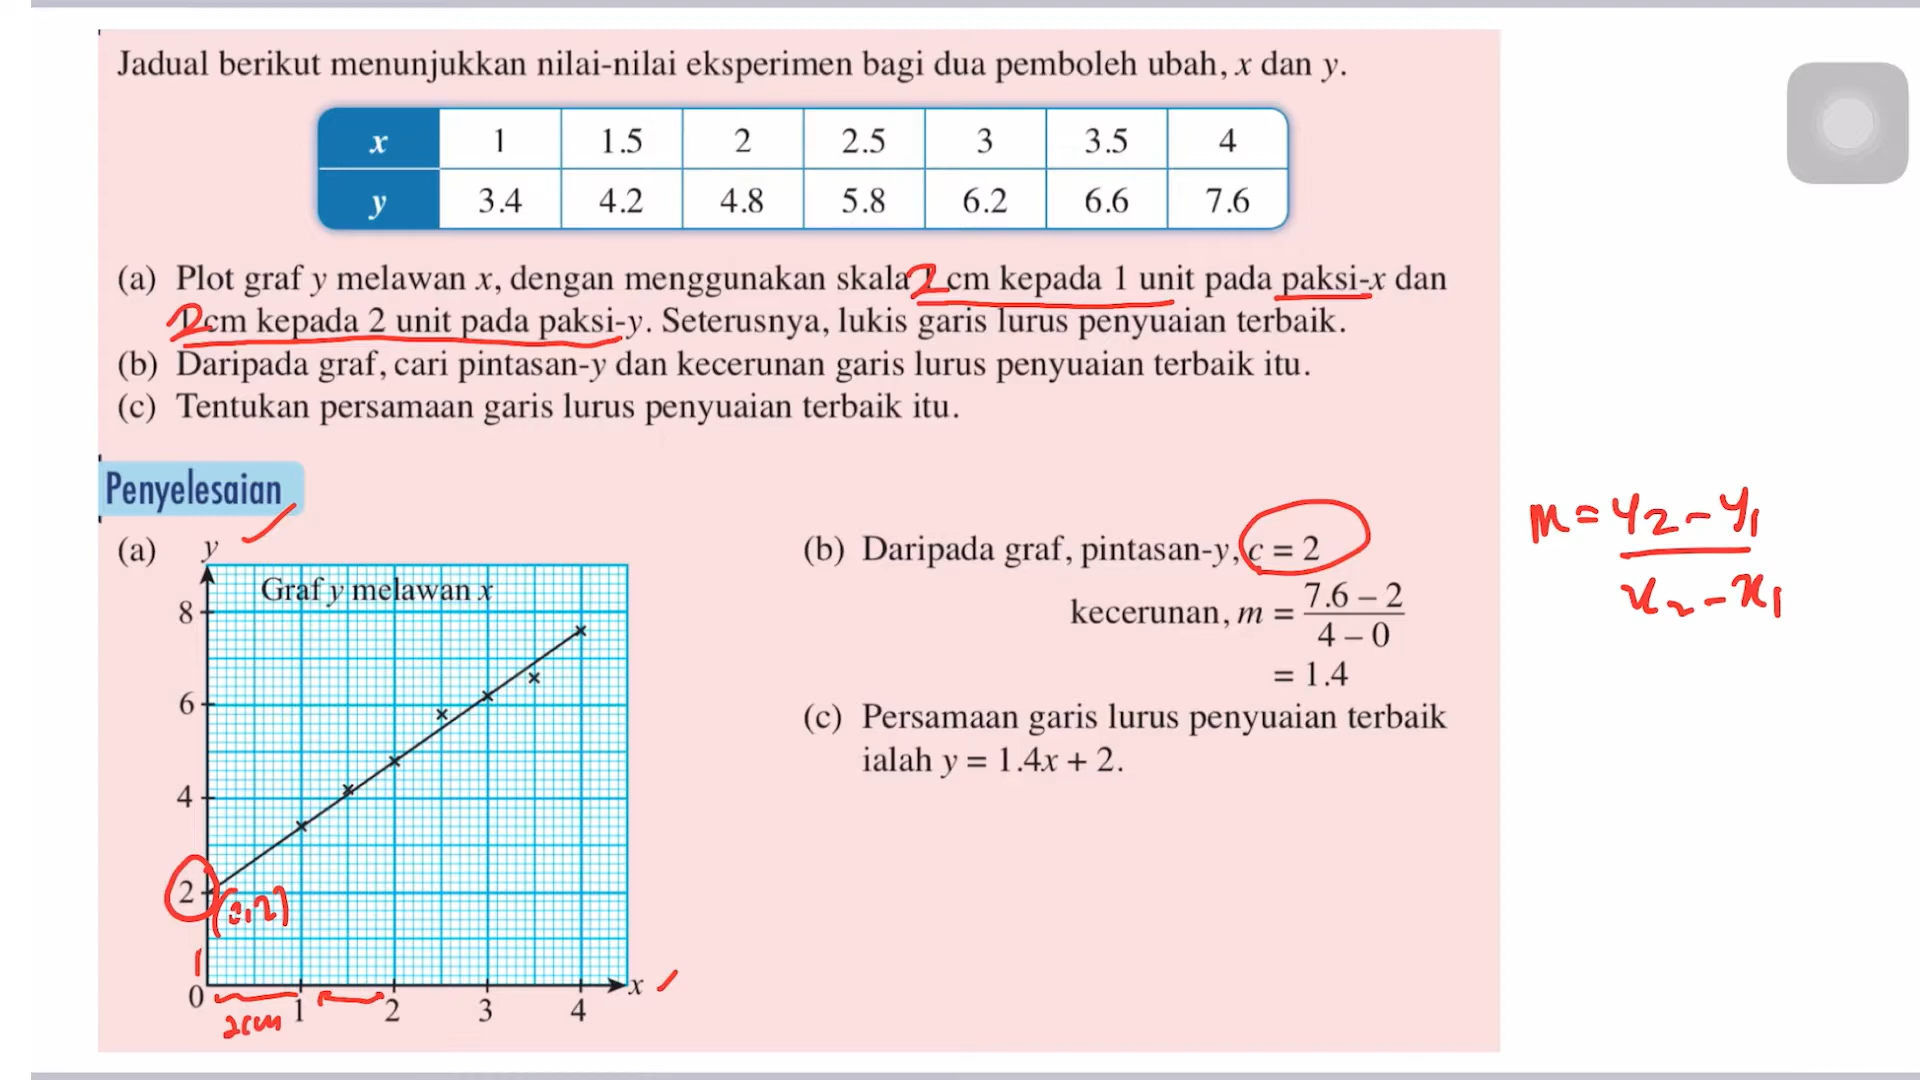 Jadual berikut menunjukkan nilai-nilai eksperimen bagi dua pemboleh ubah, x dan y.
x 1 1.5 2 2.5 3 3.5 4
y 3.4 4.2 4.8 5.8 6.2 6.6 7.6
(a) Plot graf y melawan x, dengan menggunakan skala 2 cm kepada 1 unit pada paksi-x dan
2 cm kepada 2 unit pada paksi-y. Seterusnya, lukis garis lurus penyuaian terbaik.
(b) Daripada graf, cari pintasan-y dan kecerunan garis lurus penyuaian terbaik itu.
(c) Tentukan persamaan garis lurus penyuaian terbaik itu.
Penyelesaian
(a) y
Graf y melawan x
8
6
4
2
(0,2)
1
0 1 2 3 4 x
2cm
(b) Daripada graf, pintasan-y, c = 2
kecerunan, m = 7.6 – 2
4 – 0
= 1.4
(c) Persamaan garis lurus penyuaian terbaik
ialah y = 1.4x + 2.
m = y2 - y1
x2 - x1